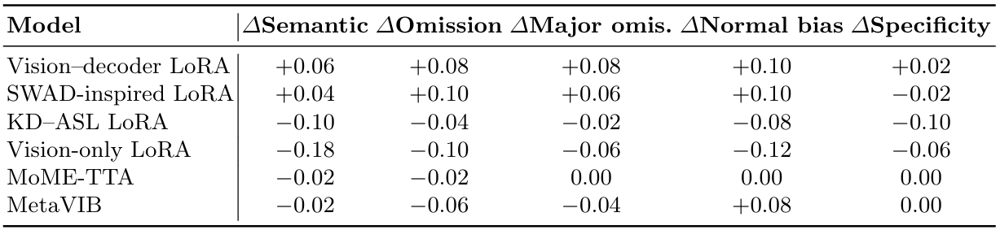 Model ΔSemantic ΔOmission ΔMajor omis. ΔNormal bias ΔSpecificity
Vision–decoder LoRA +0.06 +0.08 +0.08 +0.10 +0.02
SWAD-inspired LoRA +0.04 +0.10 +0.06 +0.10 −0.02
KD–ASL LoRA −0.10 −0.04 −0.02 −0.08 −0.10
Vision-only LoRA −0.18 −0.10 −0.06 −0.12 −0.06
MoME-TTA −0.02 −0.02 0.00 0.00 0.00
MetaVIB −0.02 −0.06 −0.04 +0.08 0.00